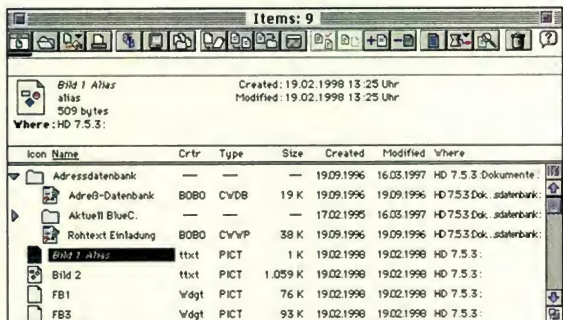 Items: 9
Bild 1 Alias
alias
509 bytes
Where: HD 7.5.3:
Created: 19.02.1998 13:25 Uhr
Modified: 19.02.1998 13:25 Uhr
Icon Name Crtr Type Size Created Modified Where
Adressdatenbank — — — 19.09.1996 16.03.1997 HD 7.5.3:Dokumente:
Adreß-Datenbank BOBO CWDB 19 K 19.09.1996 19.09.1996 HD 7.5.3:Dok…sdatenbank:
Aktuell BlueC. — — — 17.02.1995 16.03.1997 HD 7.5.3:Dok…sdatenbank:
Rohtext Einladung BOBO CWWP 38 K 19.09.1996 19.09.1996 HD 7.5.3:Dok…sdatenbank:
Bild 1 Alias ttxt PICT 1 K 19.02.1998 19.02.1998 HD 7.5.3:
Bild 2 ttxt PICT 1.059 K 19.02.1998 19.02.1998 HD 7.5.3:
FB1 Wdgt PICT 76 K 19.02.1998 19.02.1998 HD 7.5.3:
FB3 Wdgt PICT 93 K 19.02.1998 19.02.1998 HD 7.5.3: